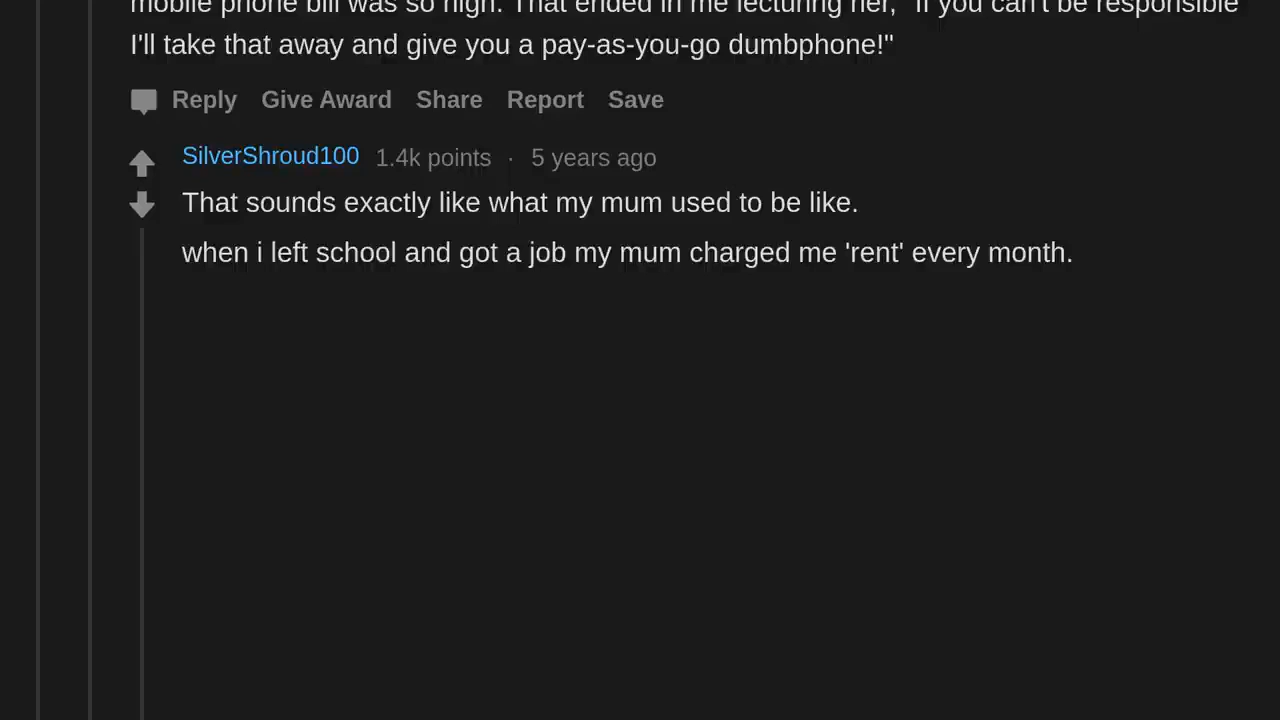 mobile phone bill was so high. That ended in me lecturing her, "If you can't be responsible
I'll take that away and give you a pay-as-you-go dumbphone!"
Reply Give Award Share Report Save
SilverShroud100 1.4k points · 5 years ago
That sounds exactly like what my mum used to be like.
when i left school and got a job my mum charged me 'rent' every month.